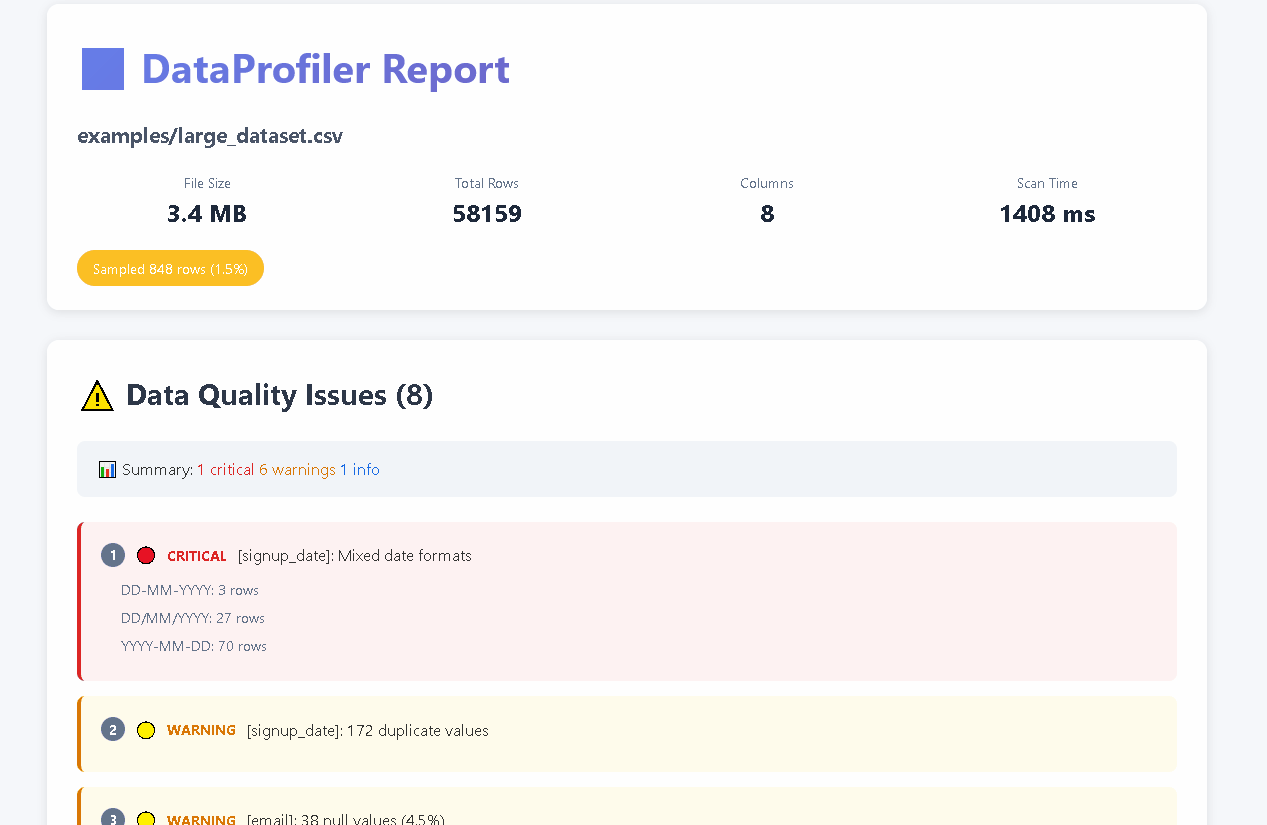 DataProfiler Report
examples/large_dataset.csv
File Size
Total Rows
Columns
Scan Time
3.4 MB
58159
8
1408 ms
Sampled 848 rows (1.5%)
Data Quality Issues (8)
Summary: 1 critical 6 warnings 1 info
1 CRITICAL [signup_date]: Mixed date formats
DD-MM-YYYY: 3 rows
DD/MM/YYYY: 27 rows
YYYY-MM-DD: 70 rows
2 WARNING [signup_date]: 172 duplicate values
3 WARNING [email]: 38 null values (4.5%)